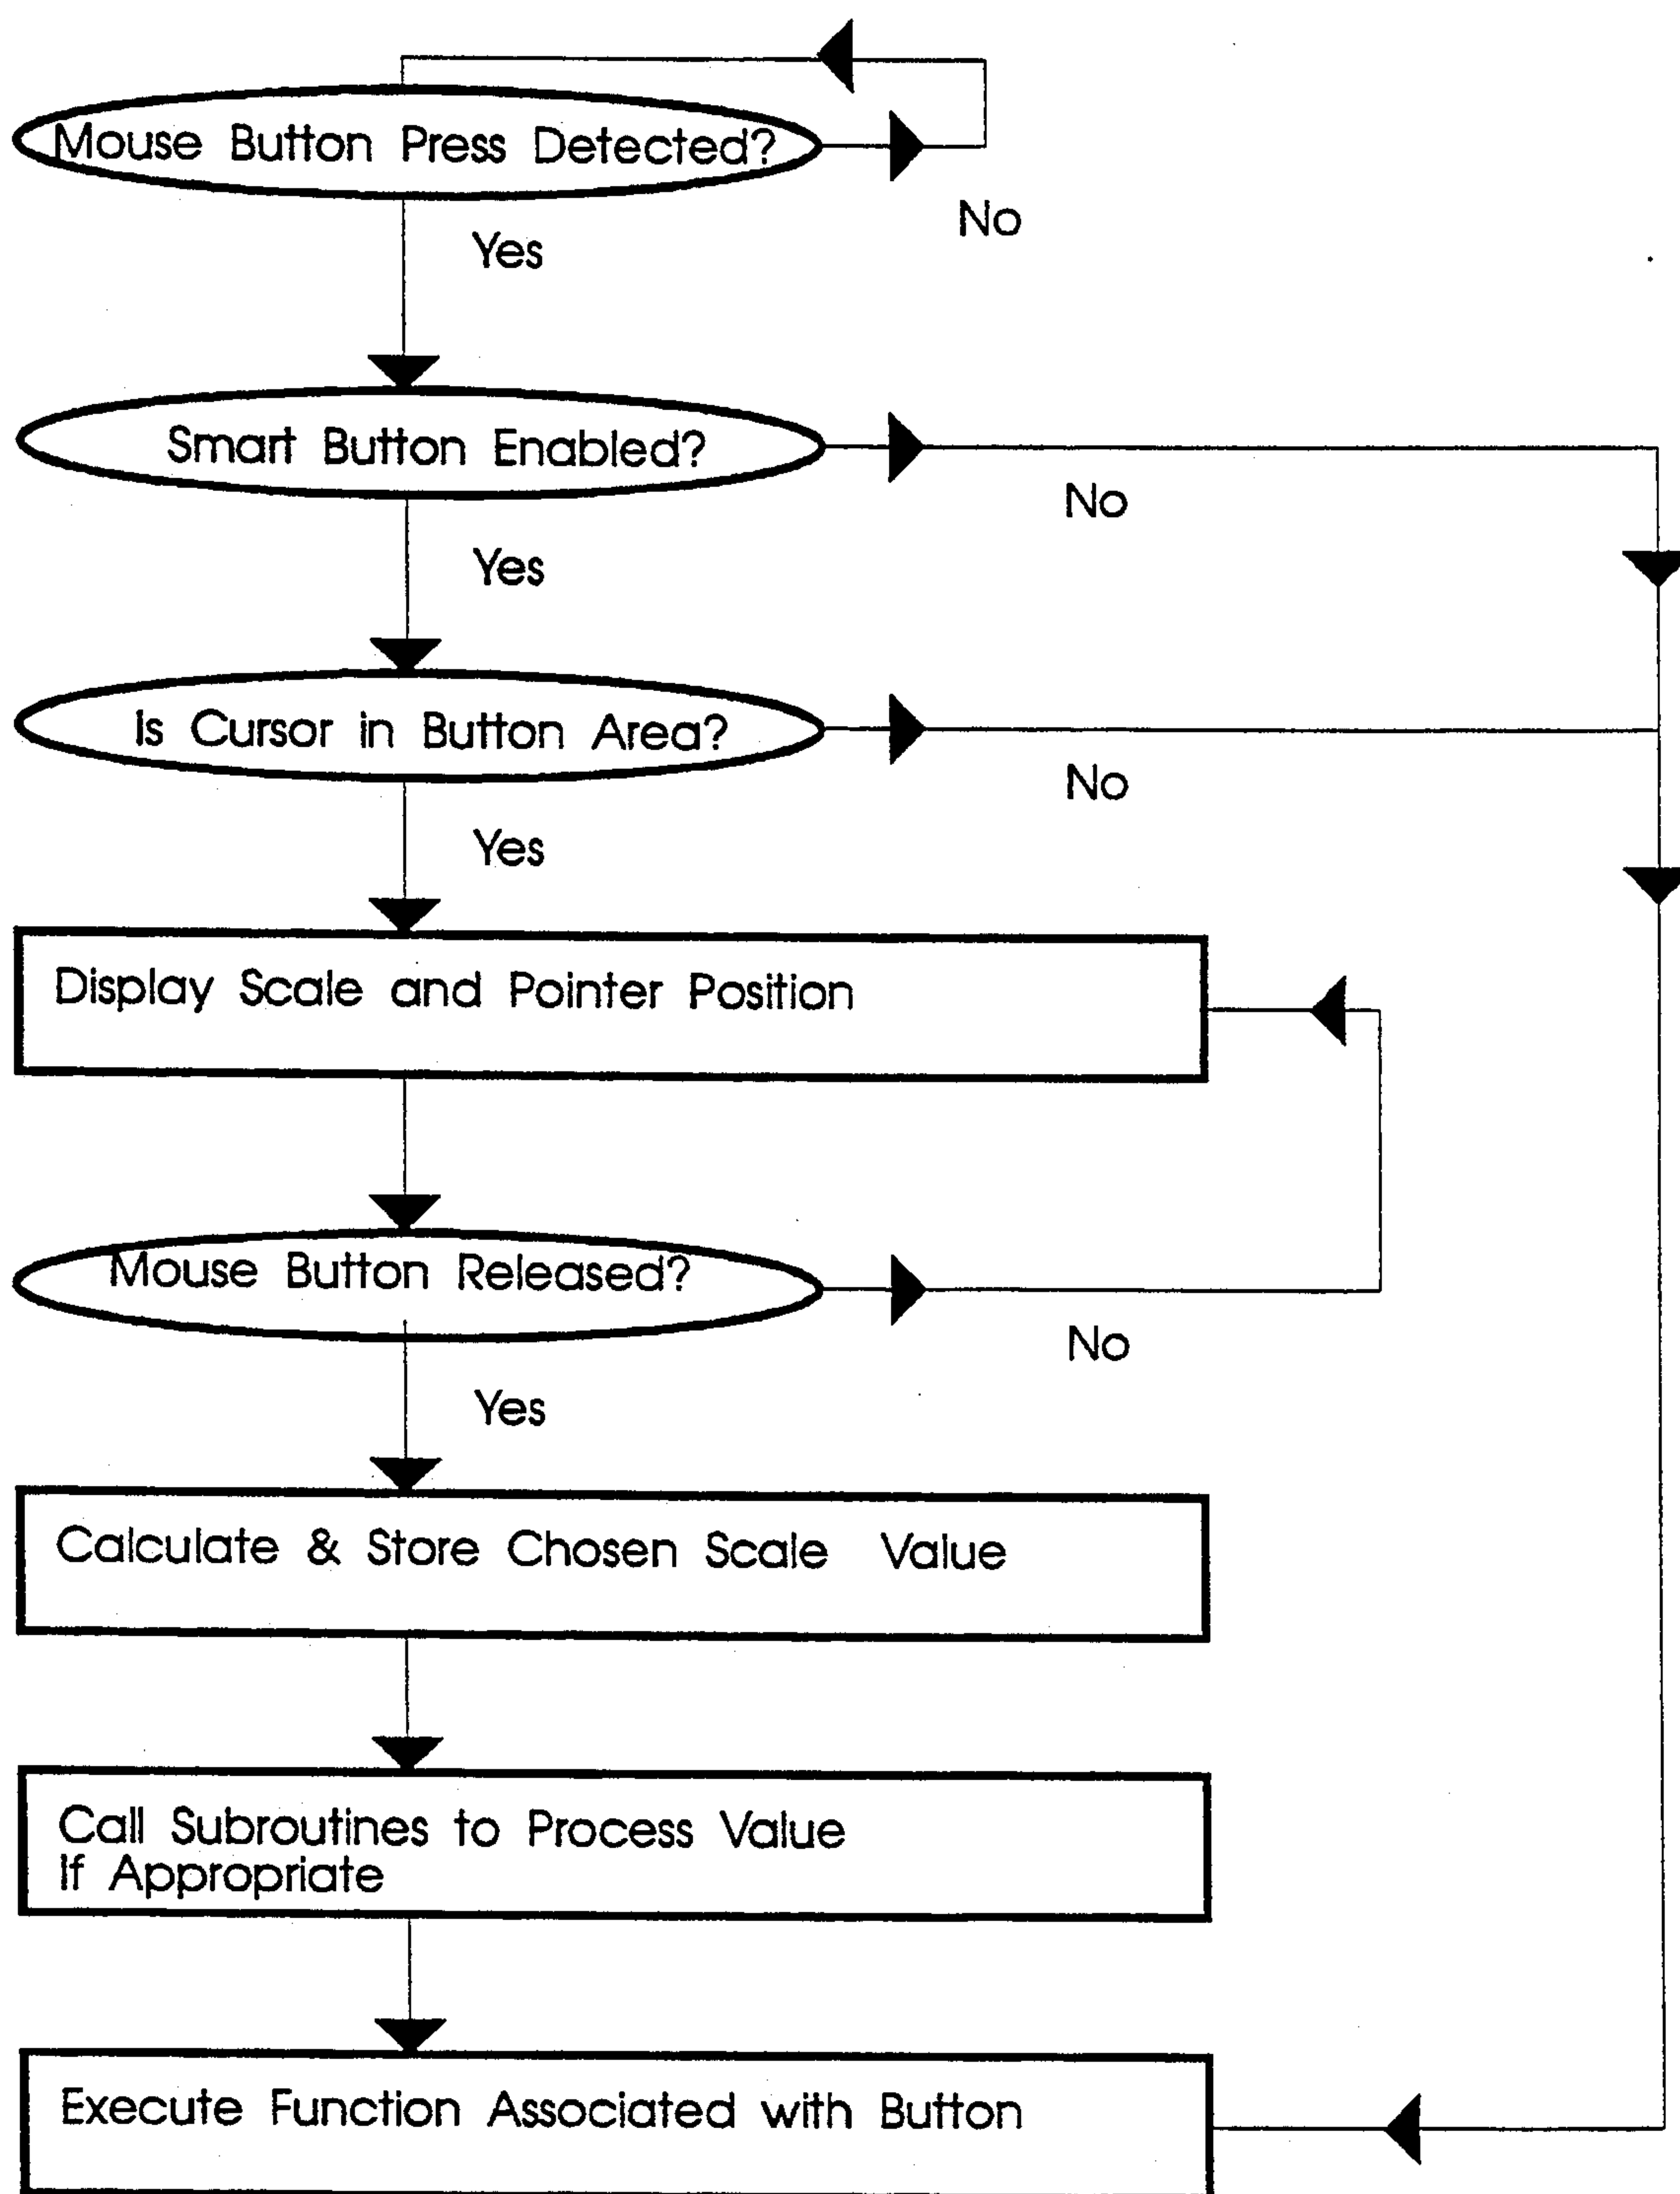 Mouse Button Press Detected?
No
Yes
Smart Button Enabled?
No
Yes
Is Cursor in Button Area?
No
Yes
Display Scale and Pointer Position
Mouse Button Released?
No
Yes
Calculate & Store Chosen Scale Value
Call Subroutines to Process Value
If Appropriate
Execute Function Associated with Button